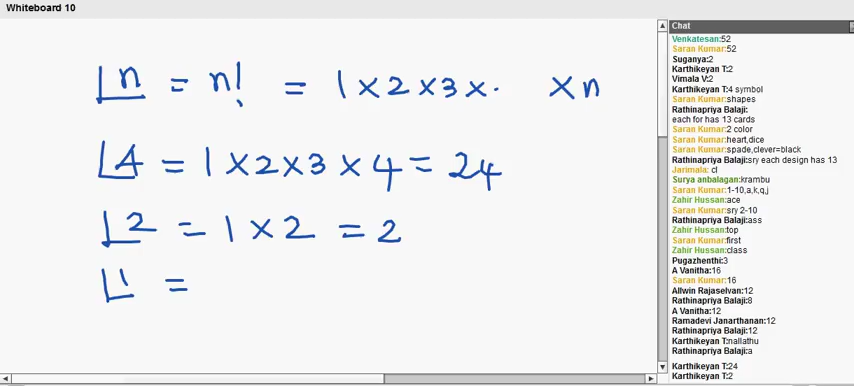 Whiteboard 10
∟n = n! = 1 × 2 × 3 × . × n
∟4 = 1 × 2 × 3 × 4 = 24
∟2 = 1 × 2 = 2
∟1 =
Chat
Venkatesan:52
Saran Kumar:52
Suganya:2
Karthikeyan T:2
Vimala V:2
Karthikeyan T:4 symbol
Saran Kumar:shapes
Rathinapriya Balaji:
each for has 13 cards
Saran Kumar:2 color
Saran Kumar:heart,dice
Saran Kumar:spade,clever=black
Rathinapriya Balaji:sry each design has 13
Jarimala: cl
Surya anbalagan:krambu
Saran Kumar:1-10,a,k,q,j
Zahir Hussan:ace
Saran Kumar:sry 2-10
Rathinapriya Balaji:ass
Zahir Hussan:top
Saran Kumar:first
Zahir Hussan:class
Pugazhenthi:3
A Vanitha:16
Saran Kumar:16
Allwin Rajaselvan:12
Rathinapriya Balaji:8
A Vanitha:12
Ramadevi Janarthanan:12
Rathinapriya Balaji:12
Karthikeyan T:nallathu
Rathinapriya Balaji:a
Karthikeyan T:24
Karthikeyan T:2